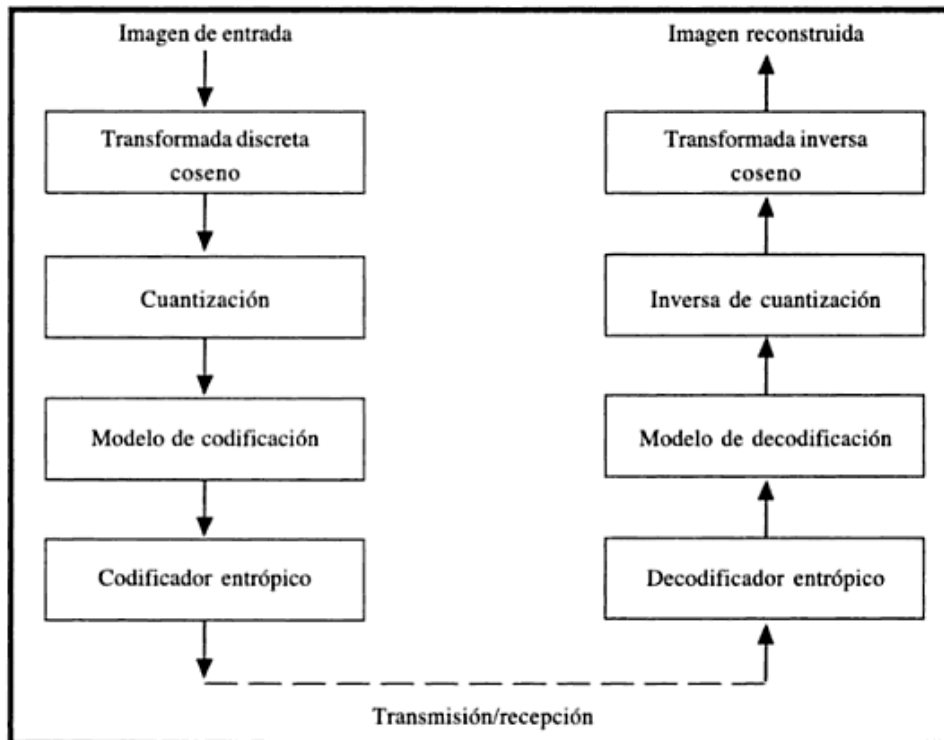 Imagen de entrada
Transformada discreta
coseno
Cuantización
Modelo de codificación
Codificador entrópico
Transmisión/recepción
Decodificador entrópico
Modelo de decodificación
Inversa de cuantización
Transformada inversa
coseno
Imagen reconstruida